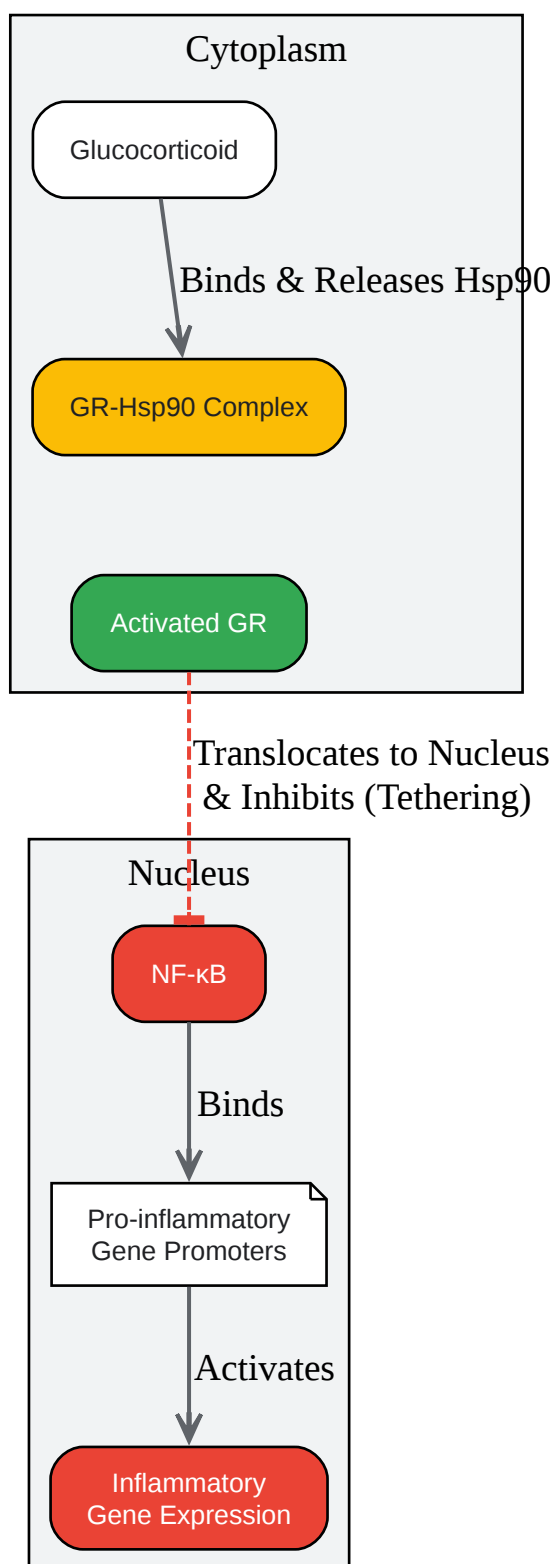 Cytoplasm
Glucocorticoid
Binds & Releases Hsp90
GR-Hsp90 Complex
Activated GR
Translocates to Nucleus
& Inhibits (Tethering)
Nucleus
NF-κB
Binds
Pro-inflammatory
Gene Promoters
Activates
Inflammatory
Gene Expression